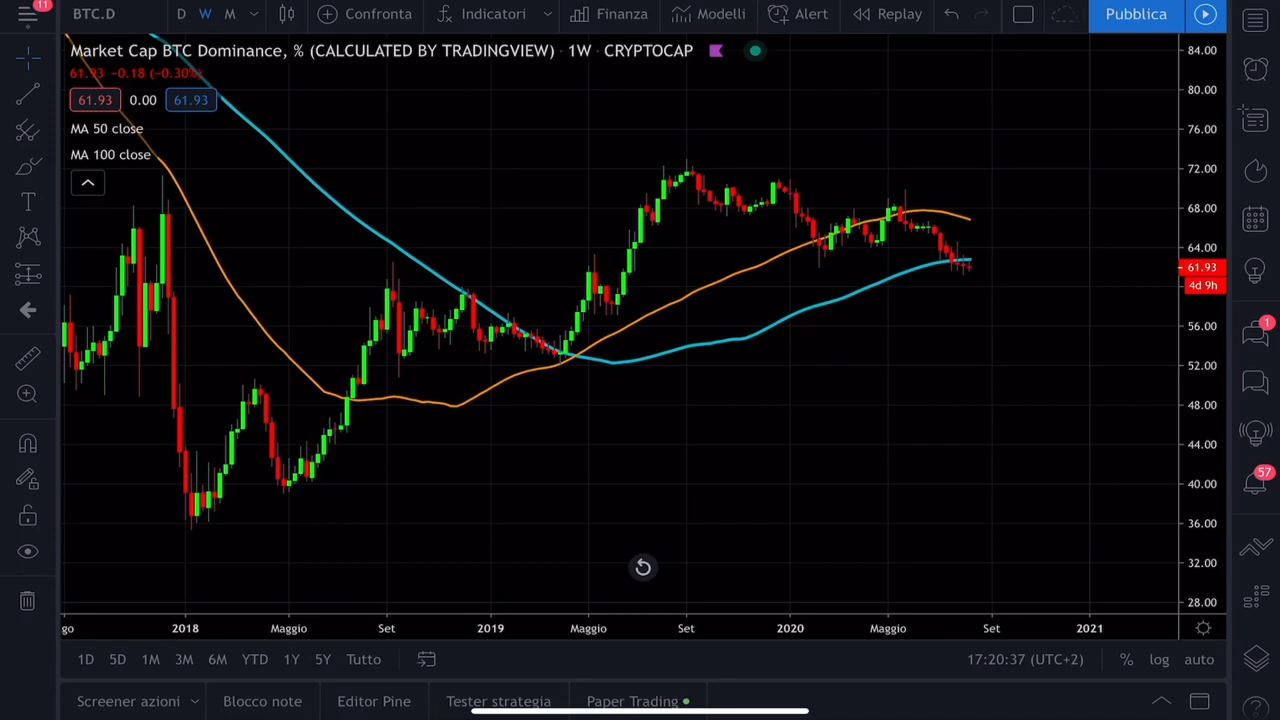 11
BTC.D D W M Confronta Indicatori Finanza Modelli Alert Replay Pubblica
Market Cap BTC Dominance, % (CALCULATED BY TRADINGVIEW) · 1W · CRYPTOCAP
61.93 −0.18 (−0.30%)
61.93 0.00 61.93
MA 50 close
MA 100 close
84.00
80.00
76.00
72.00
68.00
64.00
61.93
4d 9h
56.00
52.00
48.00
44.00
40.00
36.00
32.00
28.00
1
57
go 2018 Maggio Set 2019 Maggio Set 2020 Maggio Set 2021
1D 5D 1M 3M 6M YTD 1Y 5Y Tutto 17:20:37 (UTC+2) % log auto
Screener azioni Blocco note Editor Pine Tester strategia Paper Trading